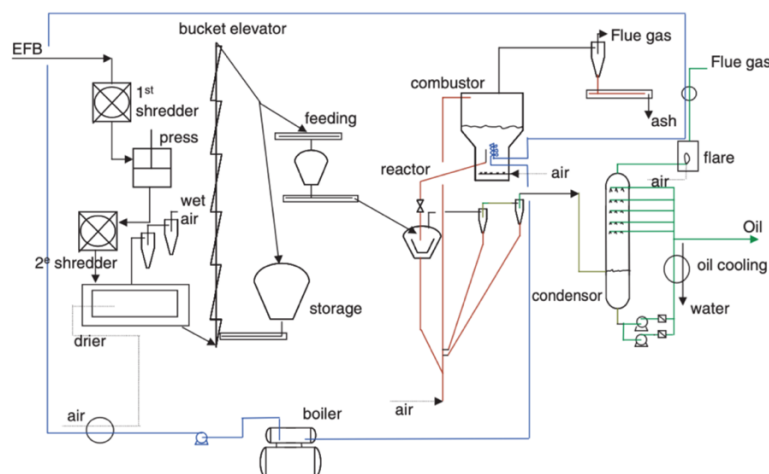 bucket elevator
EFB
1st
shredder
press
wet
air
2e shredder
drier
air
boiler
feeding
storage
reactor
combustor
air
Flue gas
ash
Flue gas
flare
air
Oil
oil cooling
water
condensor
air